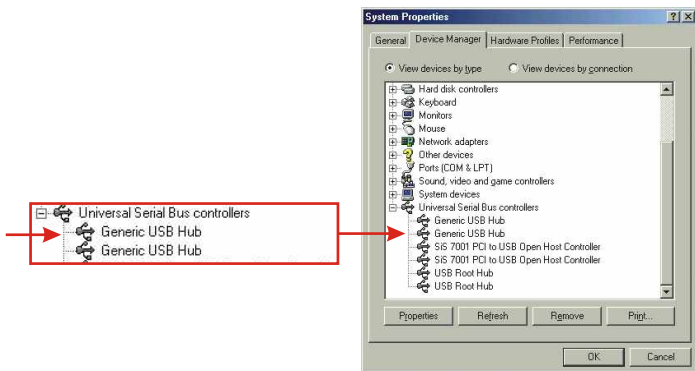 System Properties
General Device Manager Hardware Profiles Performance
View devices by type View devices by connection
Hard disk controllers
Keyboard
Monitors
Mouse
Network adapters
Other devices
Ports (COM & LPT)
Sound, video and game controllers
System devices
Universal Serial Bus controllers
Generic USB Hub
Generic USB Hub
SiS 7001 PCI to USB Open Host Controller
SiS 7001 PCI to USB Open Host Controller
USB Root Hub
USB Root Hub
Properties Refresh Remove Print...
OK Cancel
Universal Serial Bus controllers
Generic USB Hub
Generic USB Hub